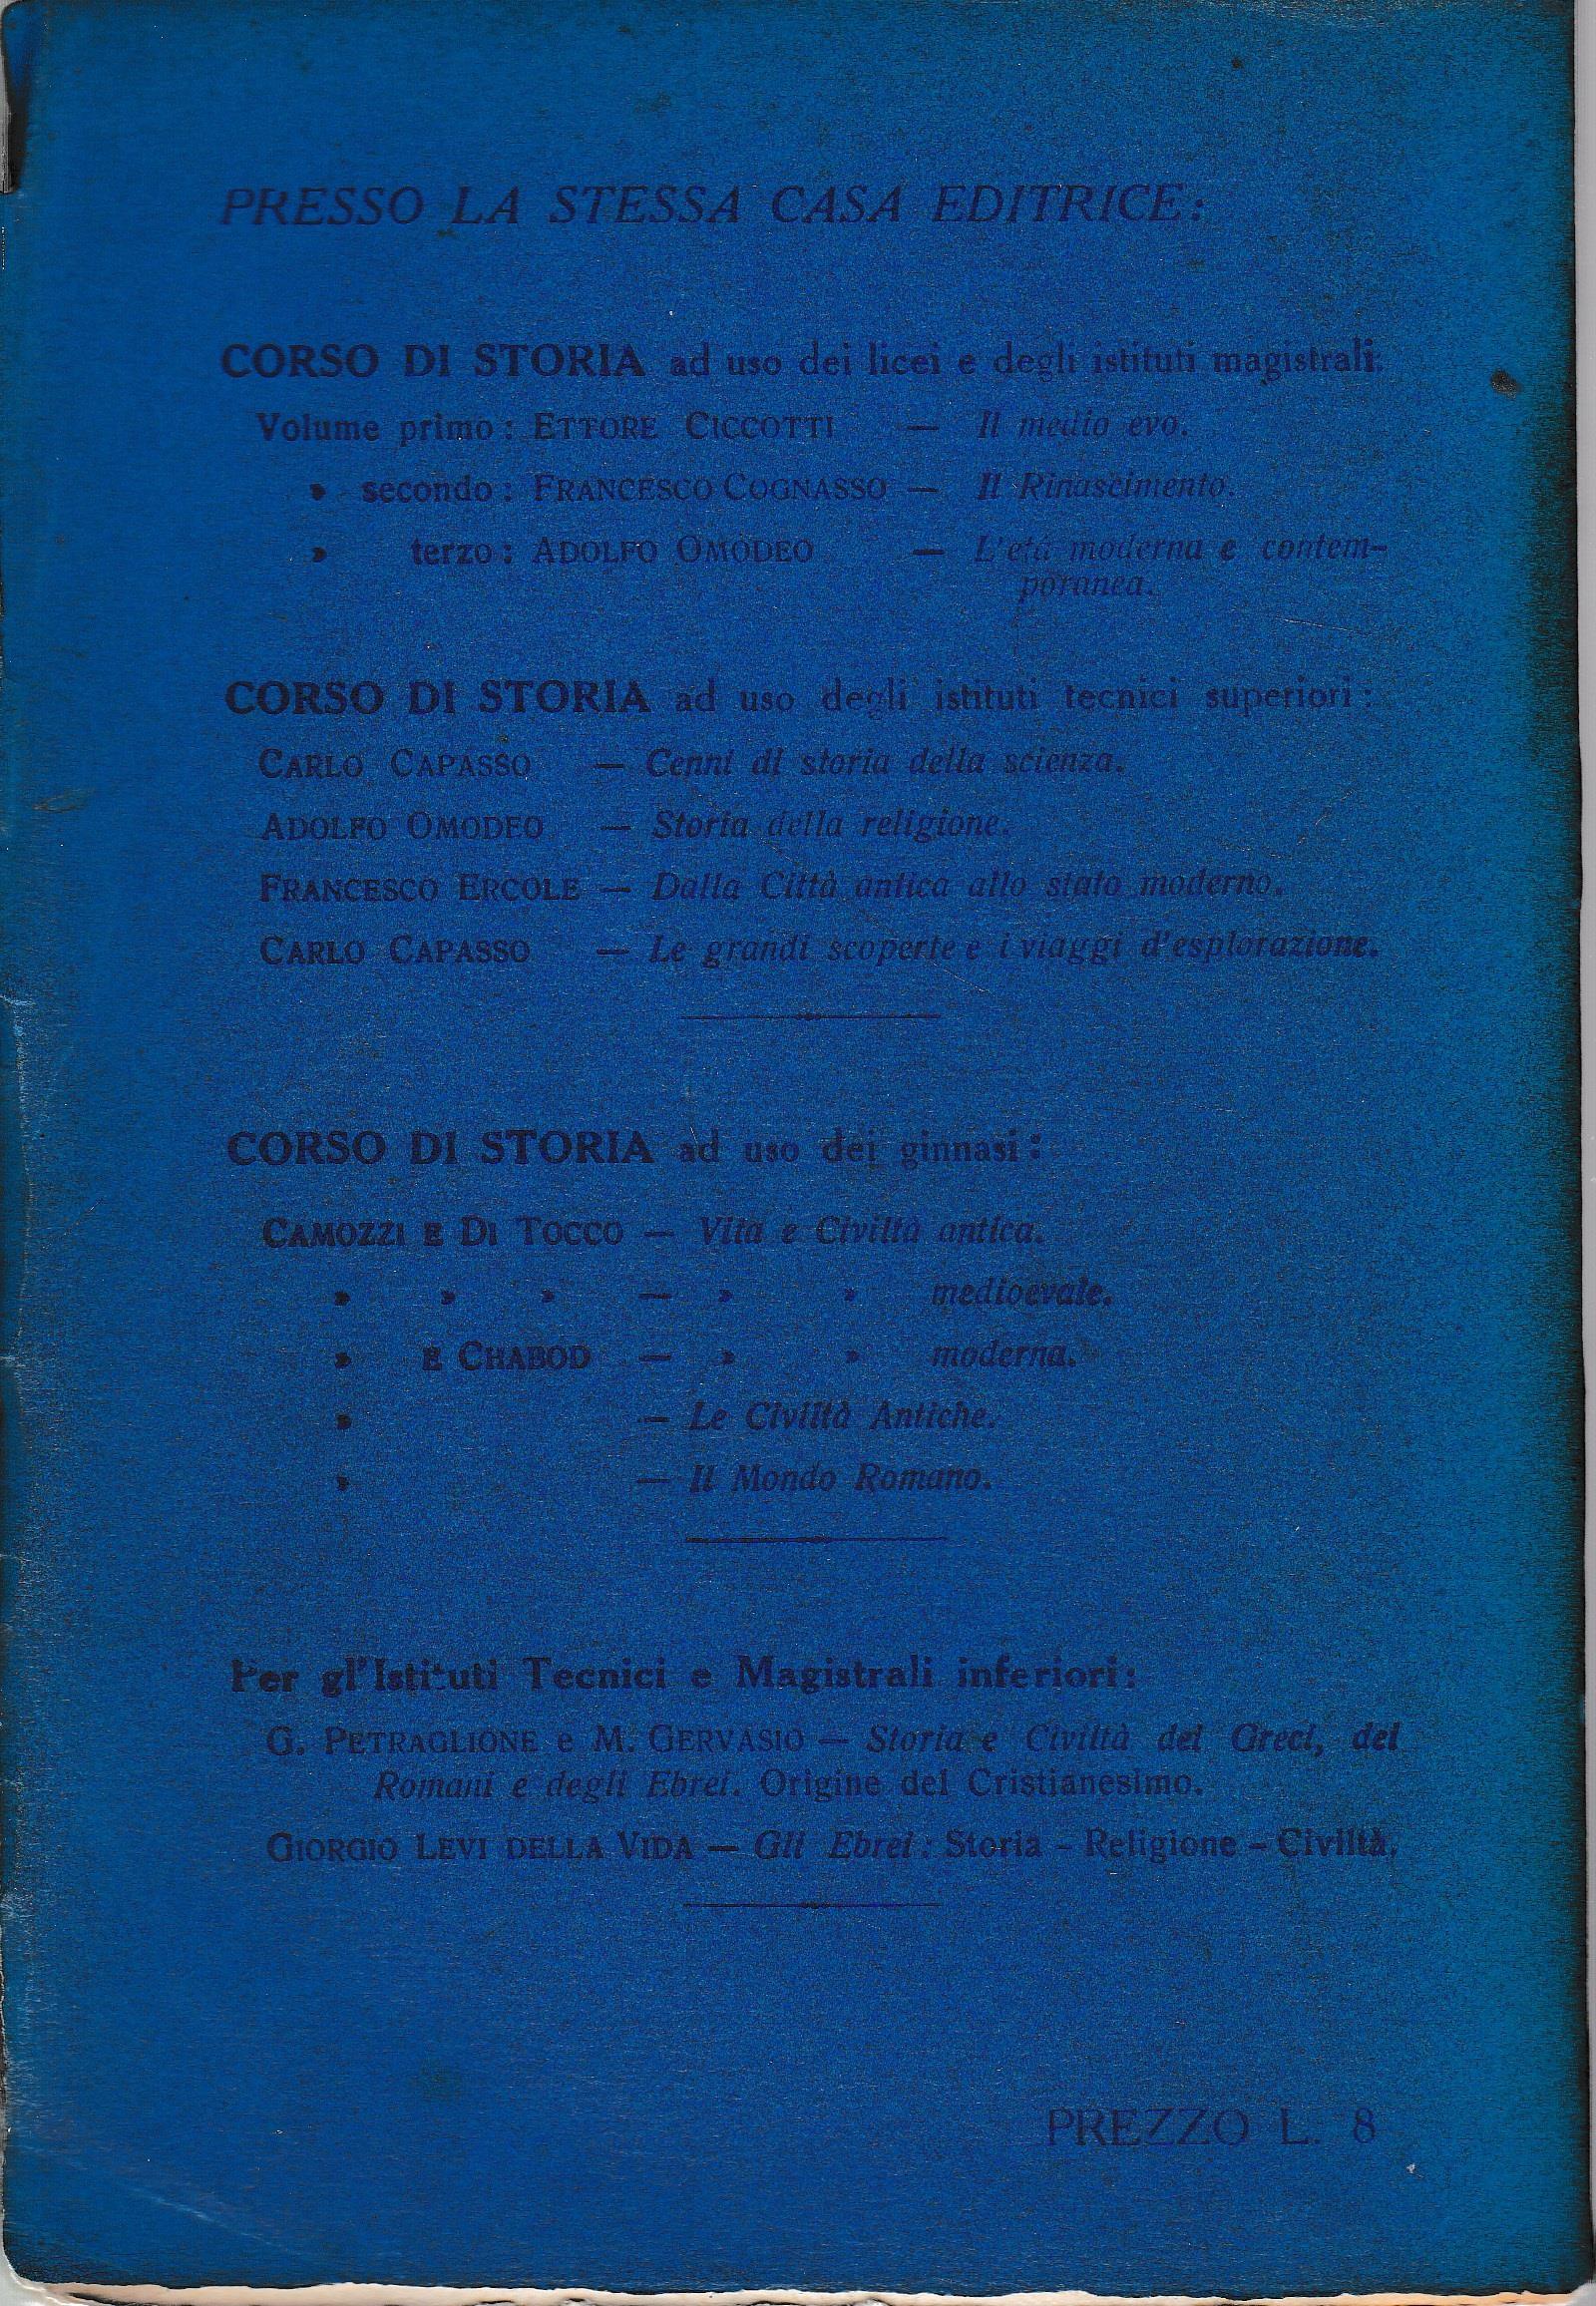 PRESSO LA STESSA CASA EDITRICE:
CORSO DI STORIA ad uso dei licei e degli istituti magistrali:
Volume primo: ETTORE CICCOTTI — Il medio evo.
» secondo: FRANCESCO COGNASSO — Il Rinascimento.
» terzo: ADOLFO OMODEO — L'età moderna e contem-
poranea.
CORSO DI STORIA ad uso degli istituti tecnici superiori:
CARLO CAPASSO — Cenni di storia della scienza.
ADOLFO OMODEO — Storia della religione.
FRANCESCO ERCOLE — Dalla Città antica allo stato moderno.
CARLO CAPASSO — Le grandi scoperte e i viaggi d'esplorazione.
CORSO DI STORIA ad uso dei ginnasi:
CAMOZZI E DI TOCCO — Vita e Civiltà antica.
» » » — » » medioevale.
» E CHABOD — » » moderna.
» — Le Civiltà Antiche.
» — Il Mondo Romano.
Per gl'Istituti Tecnici e Magistrali inferiori:
G. PETRAGLIONE e M. GERVASIO — Storia e Civiltà dei Greci, dei
Romani e degli Ebrei. Origine del Cristianesimo.
GIORGIO LEVI DELLA VIDA — Gli Ebrei: Storia - Religione - Civiltà.
PREZZO L. 8